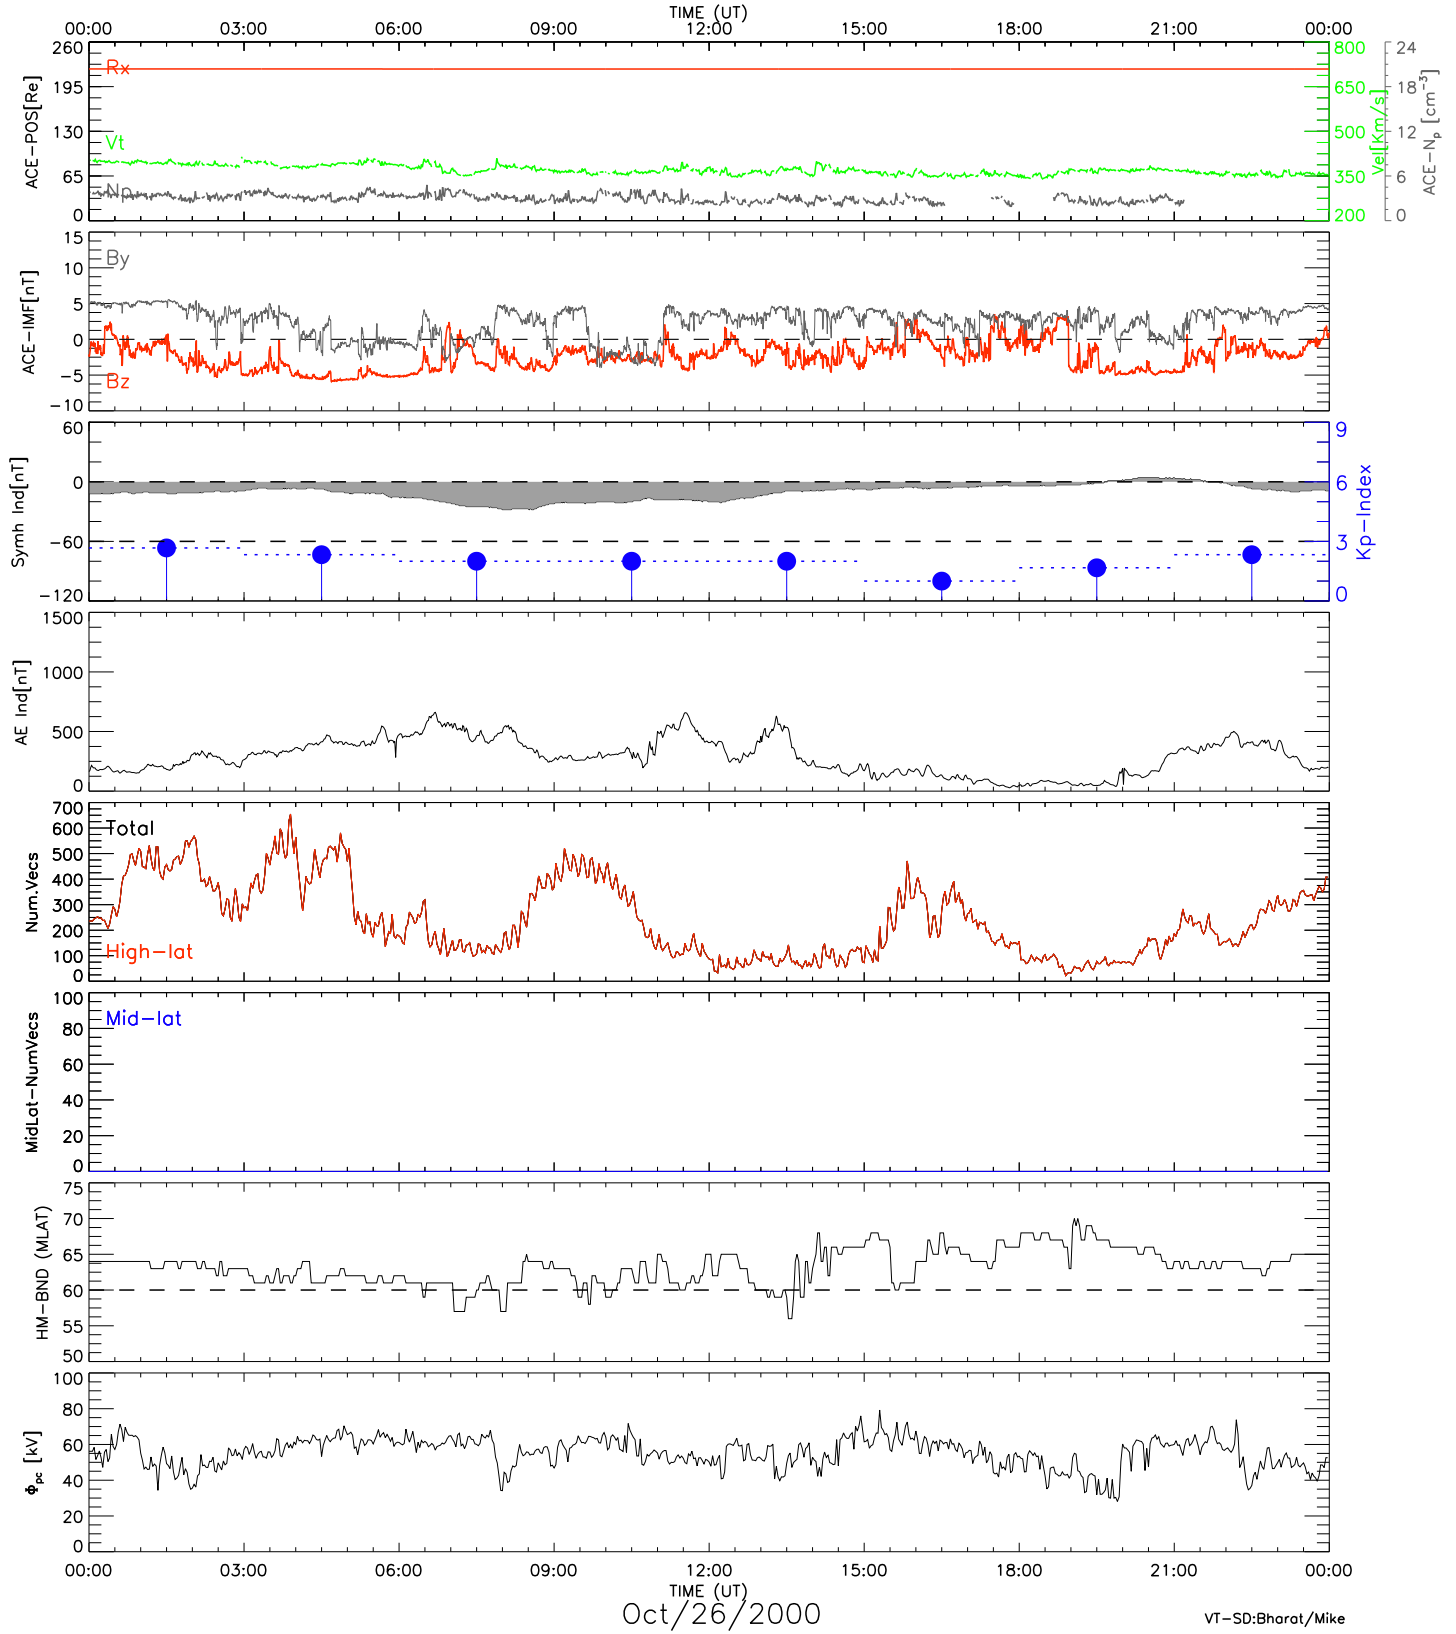 TIME (UT)
00:00 03:00 06:00 09:00 12:00 15:00 18:00 21:00 00:00
ACE-POS[Re]
260
195
130
65
0
Rx
Vt
Np
800
650
500
350
200
Vel[Km/s]
24
18
12
6
0
ACE-Np [cm⁻³]
ACE-IMF[nT]
15
10
5
0
-5
-10
By
Bz
Symh Ind[nT]
60
0
-60
-120
9
6
3
0
Kp-Index
AE Ind[nT]
1500
1000
500
0
Num.Vecs
700
600
500
400
300
200
100
0
Total
High-lat
MidLat-NumVecs
100
80
60
40
20
0
Mid-lat
HM-BND (MLAT)
75
70
65
60
55
50
Φpc [kV]
100
80
60
40
20
0
00:00 03:00 06:00 09:00 12:00 15:00 18:00 21:00 00:00
TIME (UT)
Oct/26/2000
VT-SD:Bharat/Mike